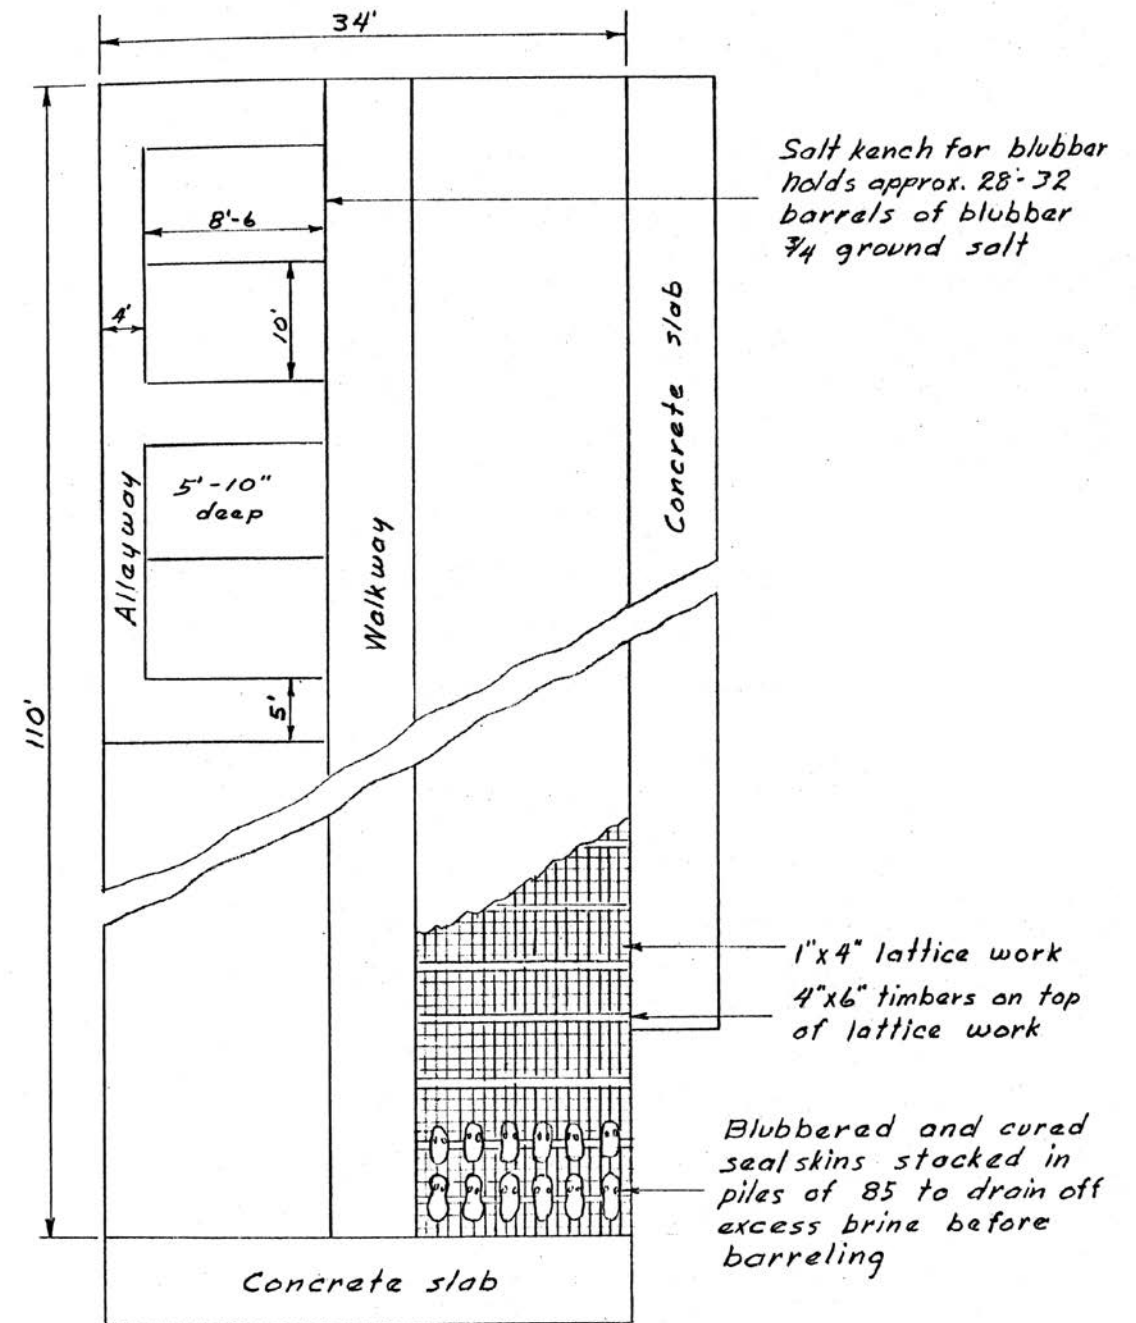 34'
Salt kench for blubber
holds approx. 28-32
barrels of blubber
3/4 ground salt
8'-6
4'
10'
Concrete slab
5'-10"
deep
Alleyway
Walkway
5'
110'
1"x4" lattice work
4"x6" timbers on top
of lattice work
Blubbered and cured
sealskins stacked in
piles of 85 to drain off
excess brine before
barreling
Concrete slab